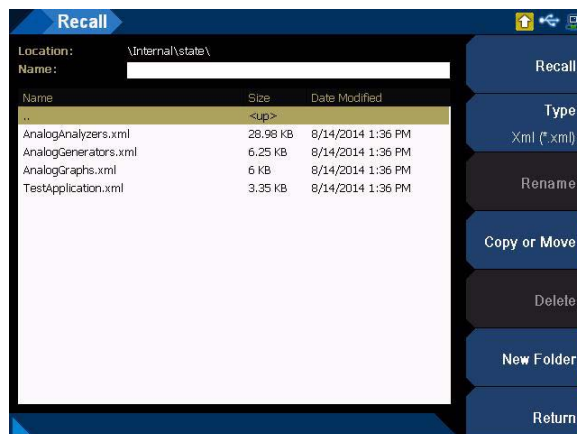 Recall
Location: \Internal\state\
Name:
Name Size Date Modified
.. <up>
AnalogAnalyzers.xml 28.98 KB 8/14/2014 1:36 PM
AnalogGenerators.xml 6.25 KB 8/14/2014 1:36 PM
AnalogGraphs.xml 6 KB 8/14/2014 1:36 PM
TestApplication.xml 3.35 KB 8/14/2014 1:36 PM
Recall
Type
Xml (*.xml)
Rename
Copy or Move
Delete
New Folder
Return